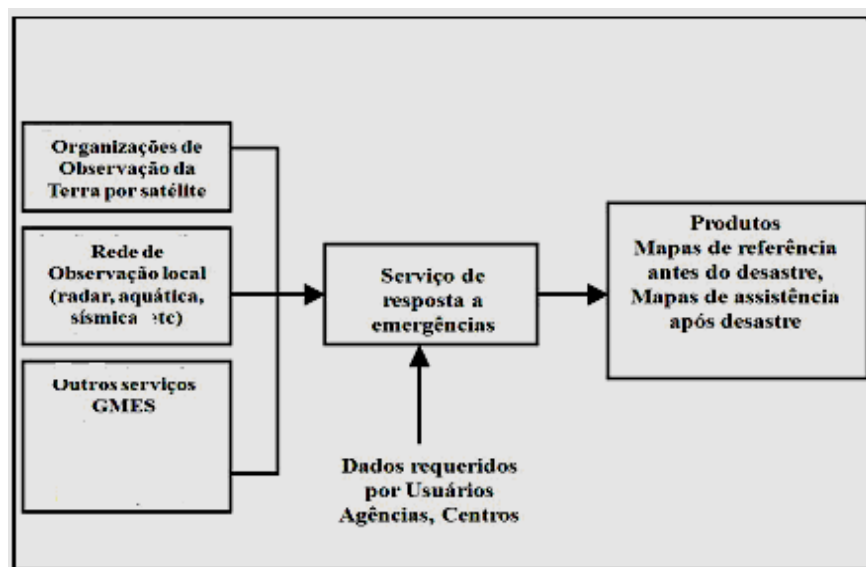 Organizações de
Observação da
Terra por satélite
Rede de
Observação local
(radar, aquática,
sísmica etc)
Outros serviços
GMES
Serviço de
resposta a
emergências
Dados requeridos
por Usuários
Agências, Centros
Produtos
Mapas de referência
antes do desastre,
Mapas de assistência
após desastre